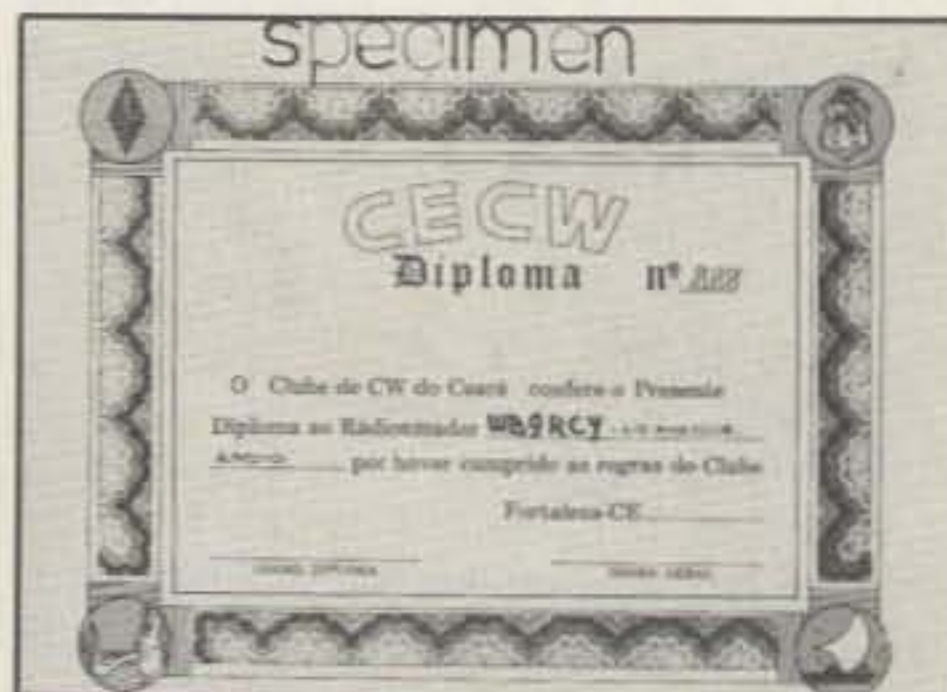 specimen
CECW
Diploma nº
O Clube de CW do Ceará confere o Presente
Diploma ao Radioamador WB9RCY
por haver cumprido as regras do Clube
Fortaleza-CE